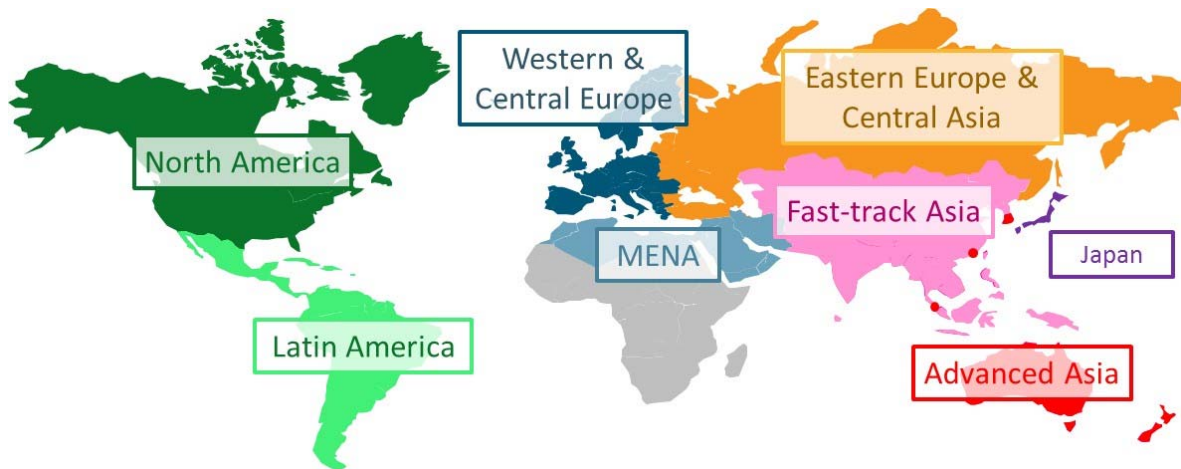 Western &
Central Europe
Eastern Europe &
Central Asia
North America
Fast-track Asia
MENA
Japan
Latin America
Advanced Asia